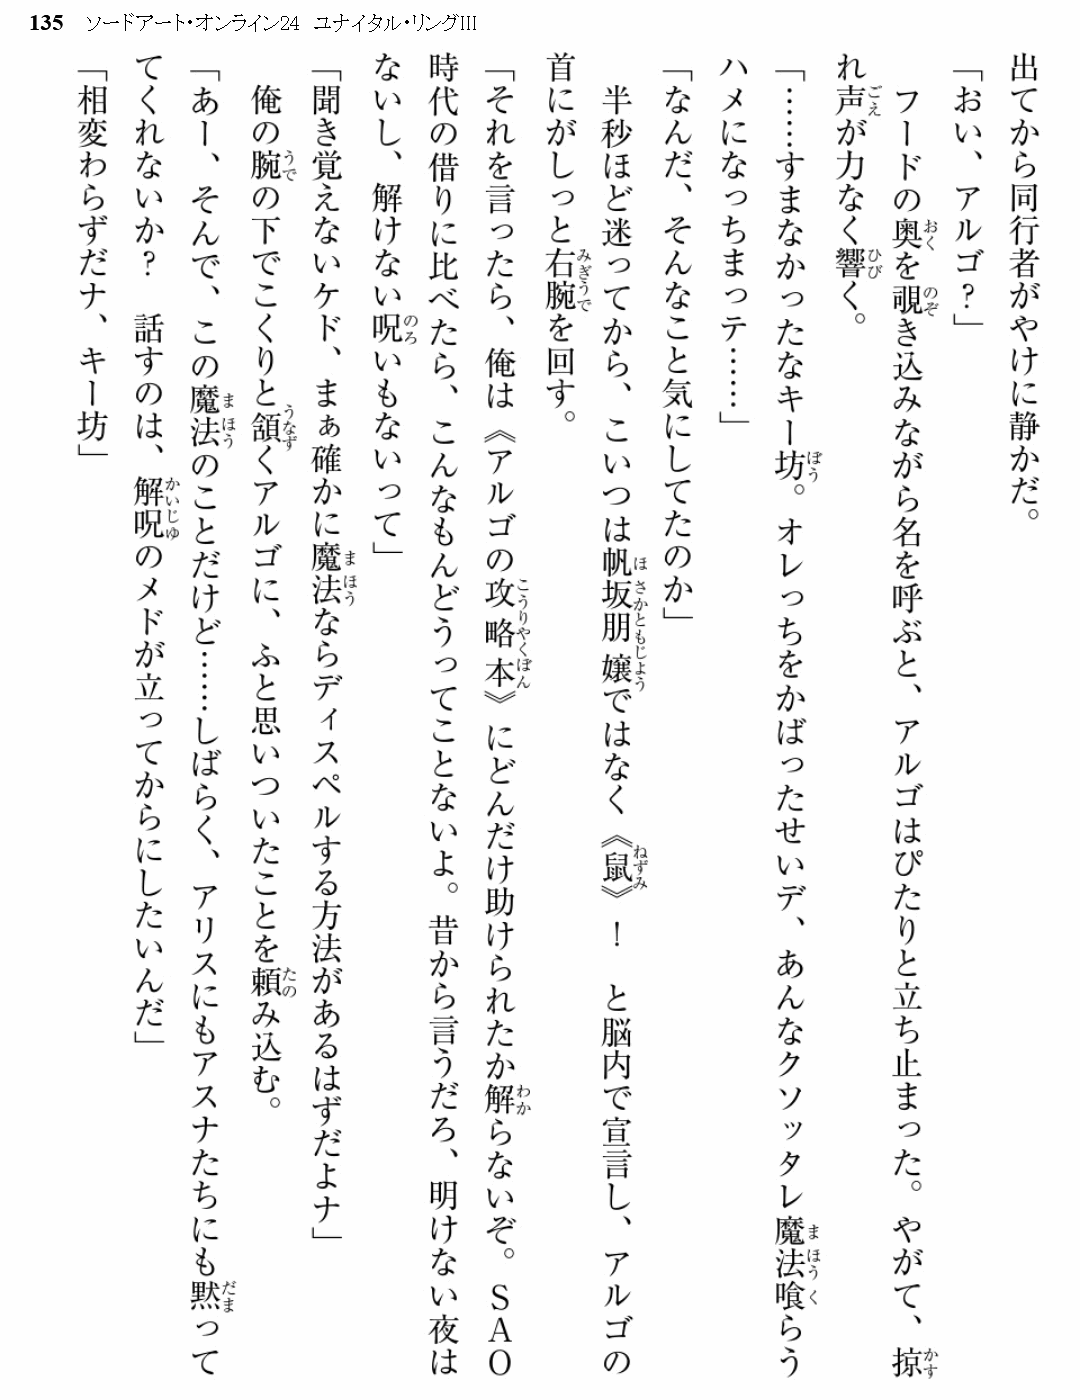 135 ソードアート・オンライン24 ユナイタル・リングIII
出てから同行者がやけに静かだ。
「おい、アルゴ？」
フードの奥を覗き込みながら名を呼ぶと、アルゴはぴたりと立ち止まった。やがて、掠
れ声が力なく響く。
「……すまなかったなキー坊。オレっちをかばったせいデ、あんなクソッタレ魔法喰らう
ハメになっちまっテ……」
「なんだ、そんなこと気にしてたのか」
半秒ほど迷ってから、こいつは帆坂朋嬢ではなく《鼠》！　と脳内で宣言し、アルゴの
首にがしっと右腕を回す。
「それを言ったら、俺は《アルゴの攻略本》にどんだけ助けられたか解らないぞ。ＳＡＯ
時代の借りに比べたら、こんなもんどうってことないよ。昔から言うだろ、明けない夜は
ないし、解けない呪いもないって」
「聞き覚えないケド、まぁ確かに魔法ならディスペルする方法があるはずだよナ」
俺の腕の下でこくりと頷くアルゴに、ふと思いついたことを頼み込む。
「あー、そんで、この魔法のことだけど……しばらく、アリスにもアスナたちにも黙って
てくれないか？　話すのは、解呪のメドが立ってからにしたいんだ」
「相変わらずだナ、キー坊」